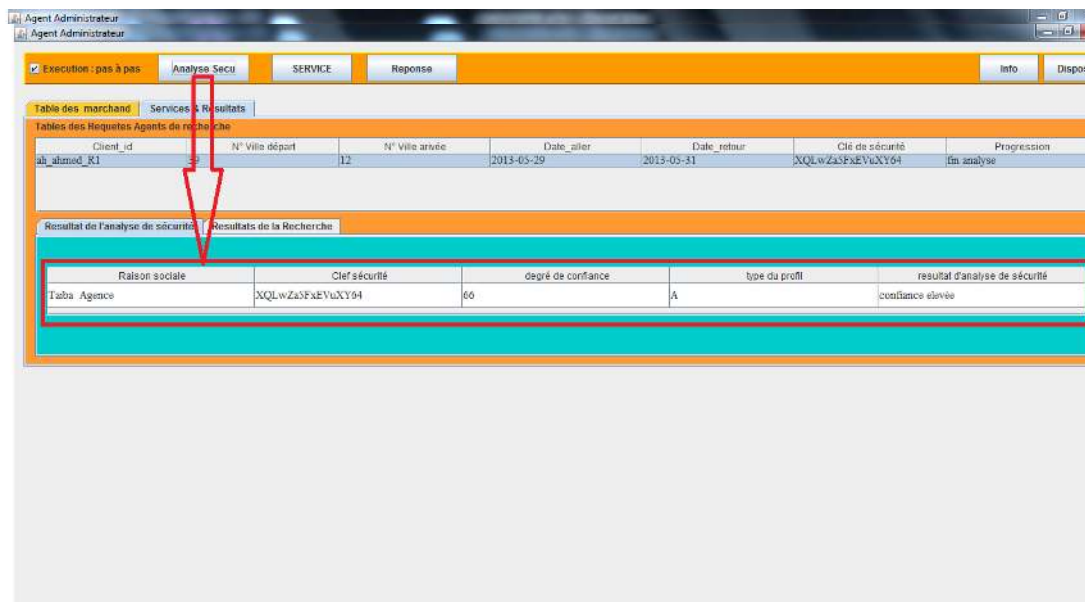 Agent Administrateur
Agent Administrateur
Execution : pas à pas Analyse Secu SERVICE Reponse Info Dispos
Table des marchand Services & Resultats
Tables des Requetes Agents de recherche
Client_id N° Ville départ N° Ville arivée Date_aller Date_retour Clé de sécurité Progression
ah_ahmed_R1 39 12 2013-05-29 2013-05-31 XQLwZa5FxEVuXY64 fin analyse
Resultat de l'analyse de sécurité Resultats de la Recherche
Raison sociale Clef sécurité degré de confiance type du profil resultat d'analyse de sécurité
Agence XQLwZa5FxEVuXY64 66 A confiance elevée